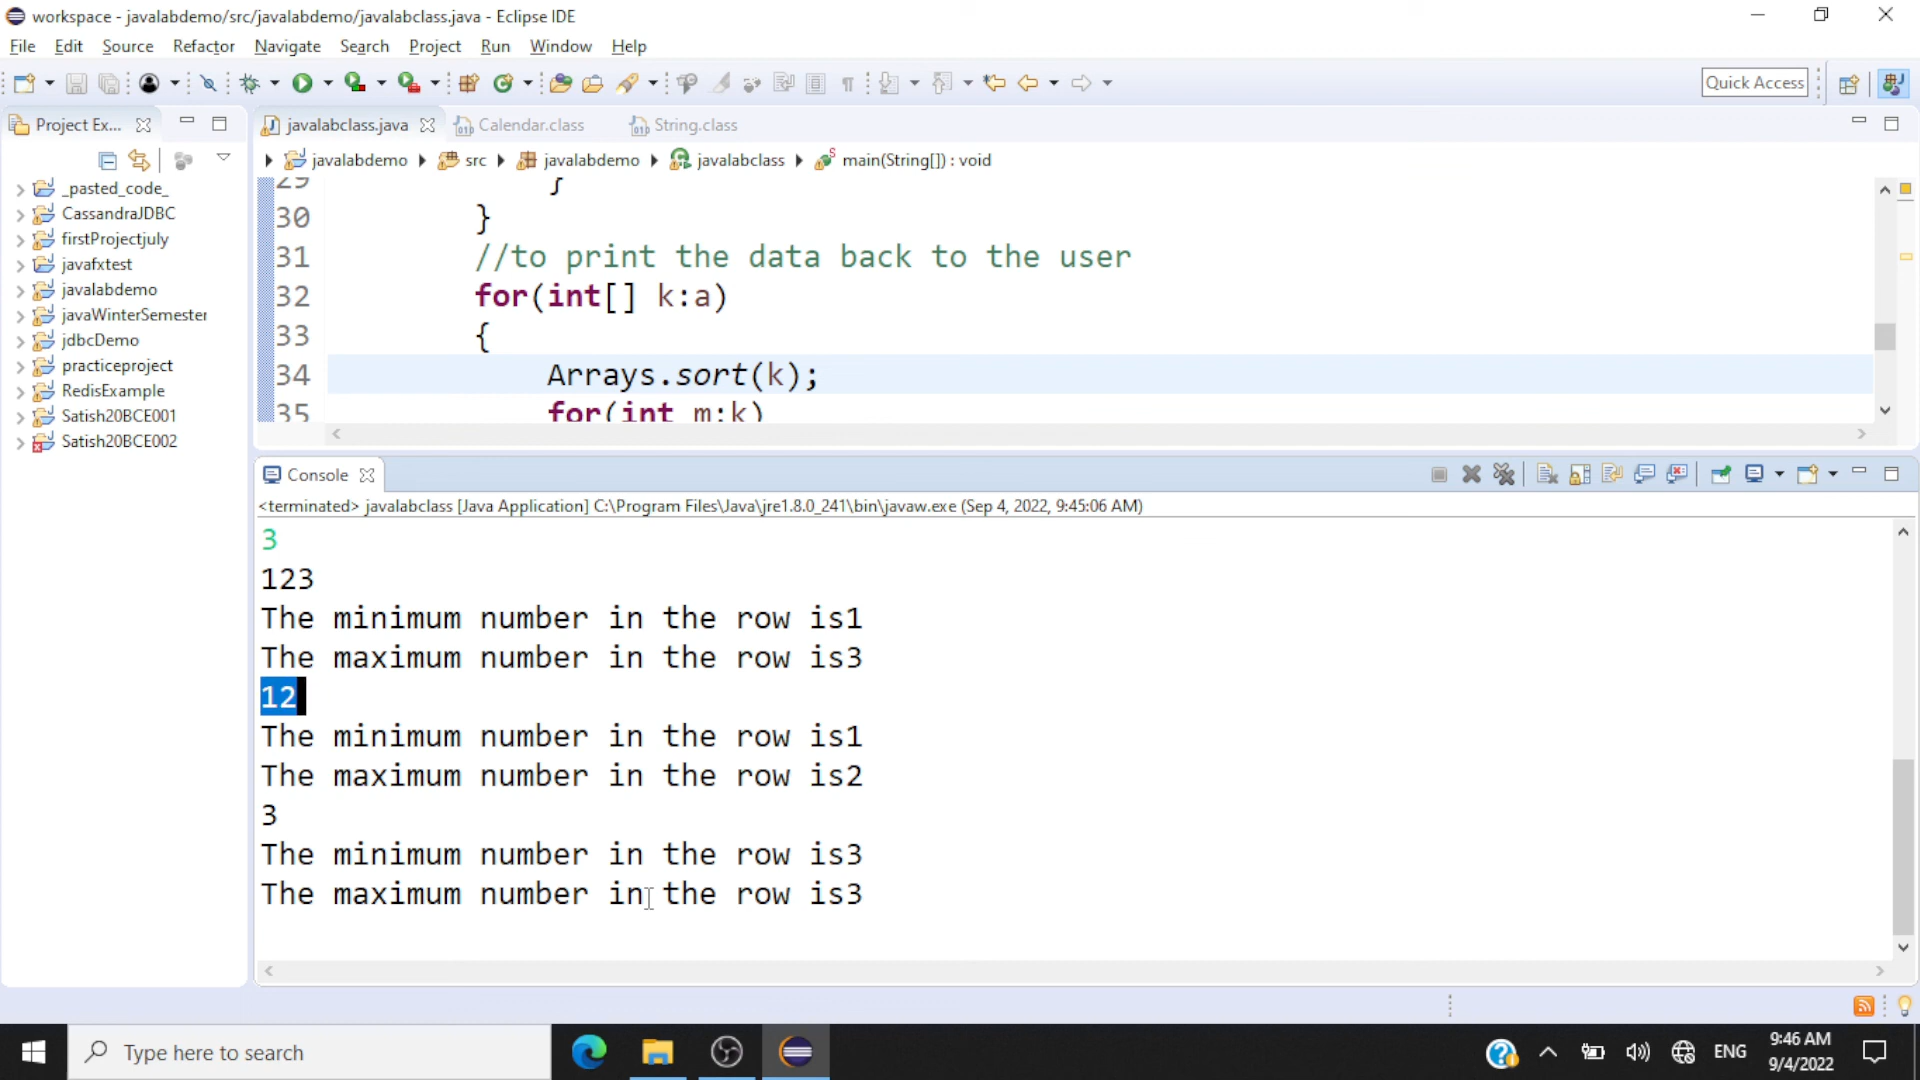 workspace - javalabdemo/src/javalabdemo/javalabclass.java - Eclipse IDE
File Edit Source Refactor Navigate Search Project Run Window Help
Quick Access
Project Ex...
javalabclass.java Calendar.class String.class
javalabdemo src javalabdemo javalabclass main(String[]) : void
_pasted_code_
CassandraJDBC
firstProjectjuly
javafxtest
javalabdemo
javaWinterSemester
jdbcDemo
practiceproject
RedisExample
Satish20BCE001
Satish20BCE002
29 }
30 }
31 //to print the data back to the user
32 for(int[] k:a)
33 {
34 Arrays.sort(k);
35 for(int m:k)
Console
<terminated> javalabclass [Java Application] C:\Program Files\Java\jre1.8.0_241\bin\javaw.exe (Sep 4, 2022, 9:45:06 AM)
3
123
The minimum number in the row is1
The maximum number in the row is3
12
The minimum number in the row is1
The maximum number in the row is2
3
The minimum number in the row is3
The maximum number in the row is3
Type here to search
ENG
9:46 AM
9/4/2022